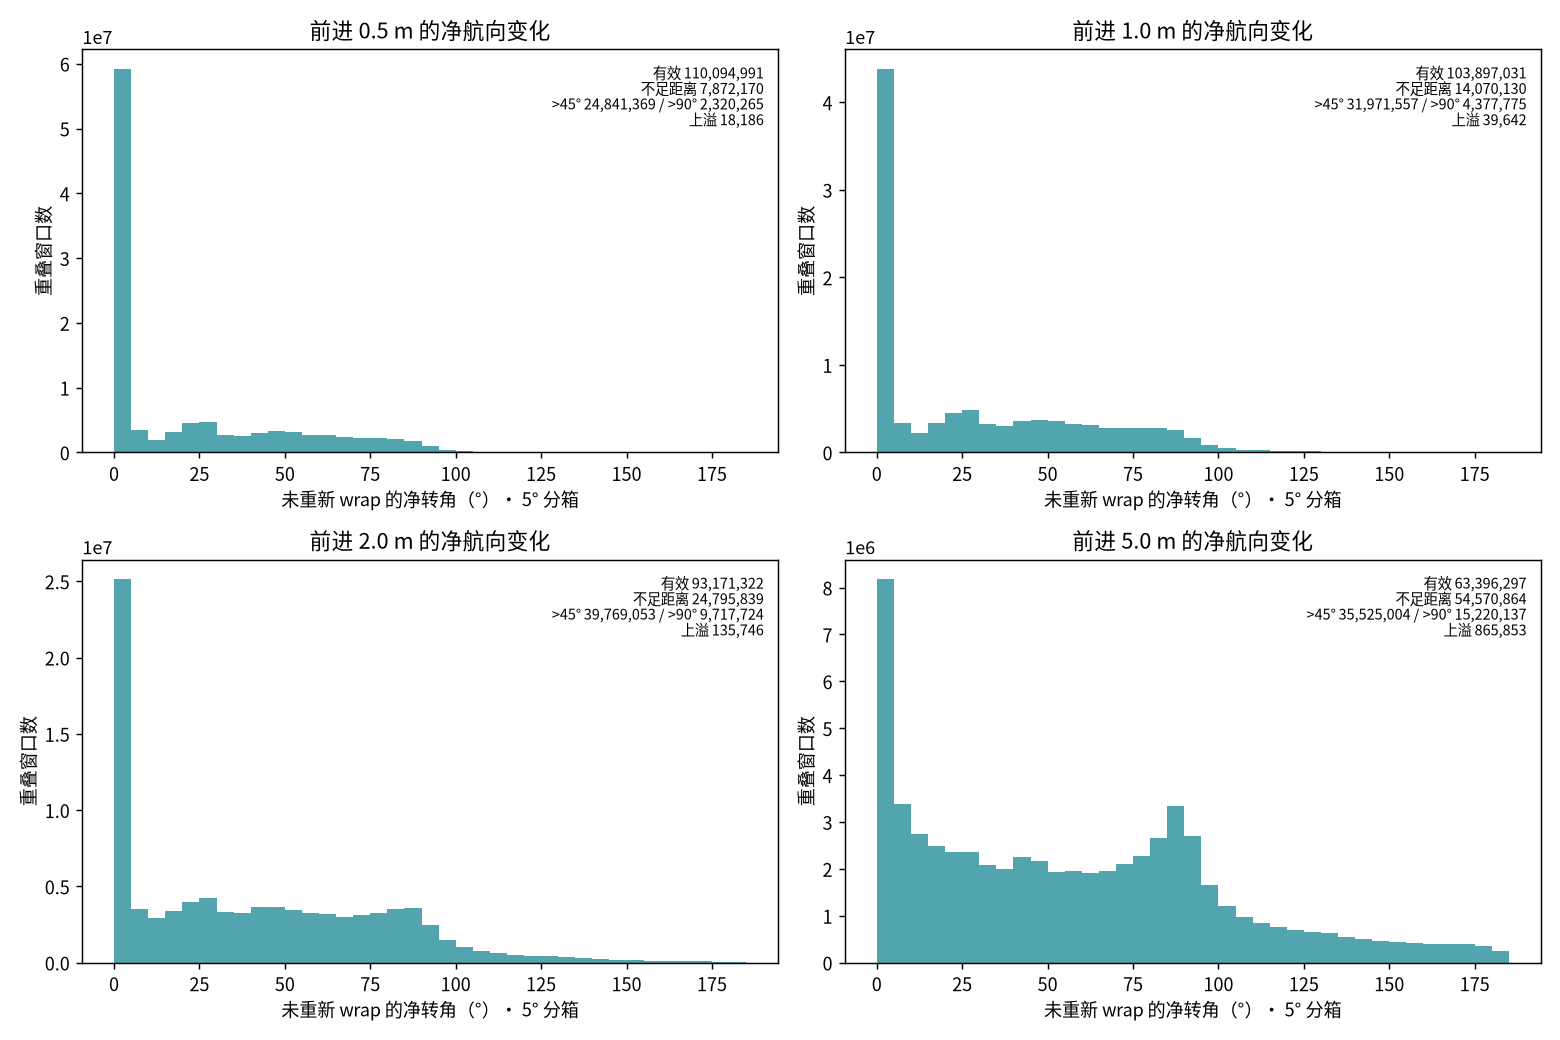 前进 0.5 m 的净航向变化
1e7
有效 110,094,991
不足距离 7,872,170
>45° 24,841,369 / >90° 2,320,265
上溢 18,186
重叠窗口数
6
5
4
3
2
1
0
0 25 50 75 100 125 150 175
未重新 wrap 的净转角（°）· 5° 分箱
前进 1.0 m 的净航向变化
1e7
有效 103,897,031
不足距离 14,070,130
>45° 31,971,557 / >90° 4,377,775
上溢 39,642
重叠窗口数
4
3
2
1
0
0 25 50 75 100 125 150 175
未重新 wrap 的净转角（°）· 5° 分箱
前进 2.0 m 的净航向变化
1e7
有效 93,171,322
不足距离 24,795,839
>45° 39,769,053 / >90° 9,717,724
上溢 135,746
重叠窗口数
2.5
2.0
1.5
1.0
0.5
0.0
0 25 50 75 100 125 150 175
未重新 wrap 的净转角（°）· 5° 分箱
前进 5.0 m 的净航向变化
1e6
有效 63,396,297
不足距离 54,570,864
>45° 35,525,004 / >90° 15,220,137
上溢 865,853
重叠窗口数
8
7
6
5
4
3
2
1
0
0 25 50 75 100 125 150 175
未重新 wrap 的净转角（°）· 5° 分箱